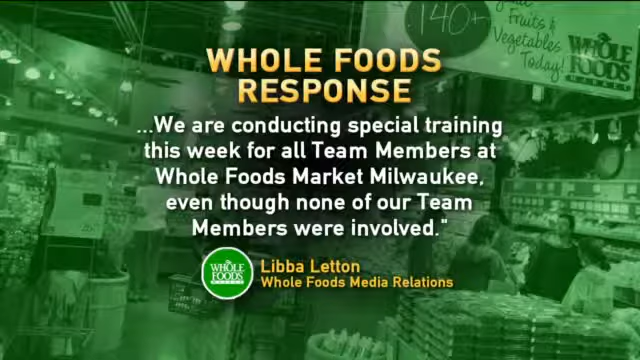 140+
Fruits &
Vegetables
Today!
WHOLE
FOODS
WHOLE FOODS
RESPONSE
...We are conducting special training
this week for all Team Members at
Whole Foods Market Milwaukee,
even though none of our Team
Members were involved."
WHOLE
FOODS
MARKET
Libba Letton
Whole Foods Media Relations